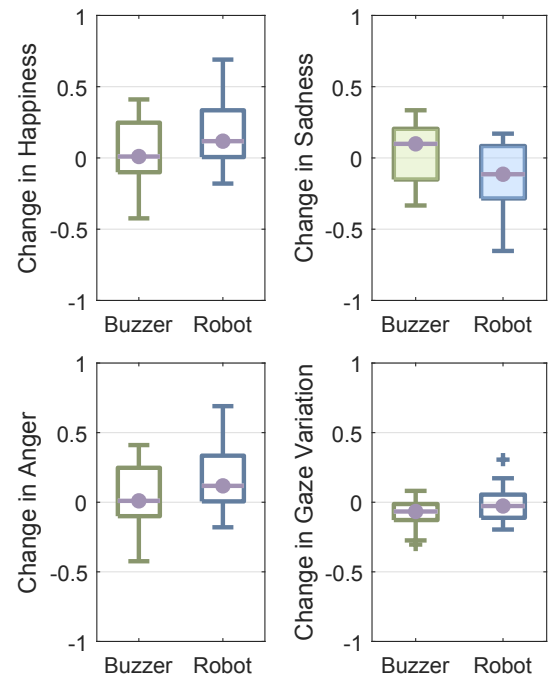 Change in Happiness
1
0.5
0
-0.5
-1
Buzzer Robot
Change in Sadness
1
0.5
0
-0.5
-1
Buzzer Robot
Change in Anger
1
0.5
0
-0.5
-1
Buzzer Robot
Change in Gaze Variation
1
0.5
0
-0.5
-1
Buzzer Robot